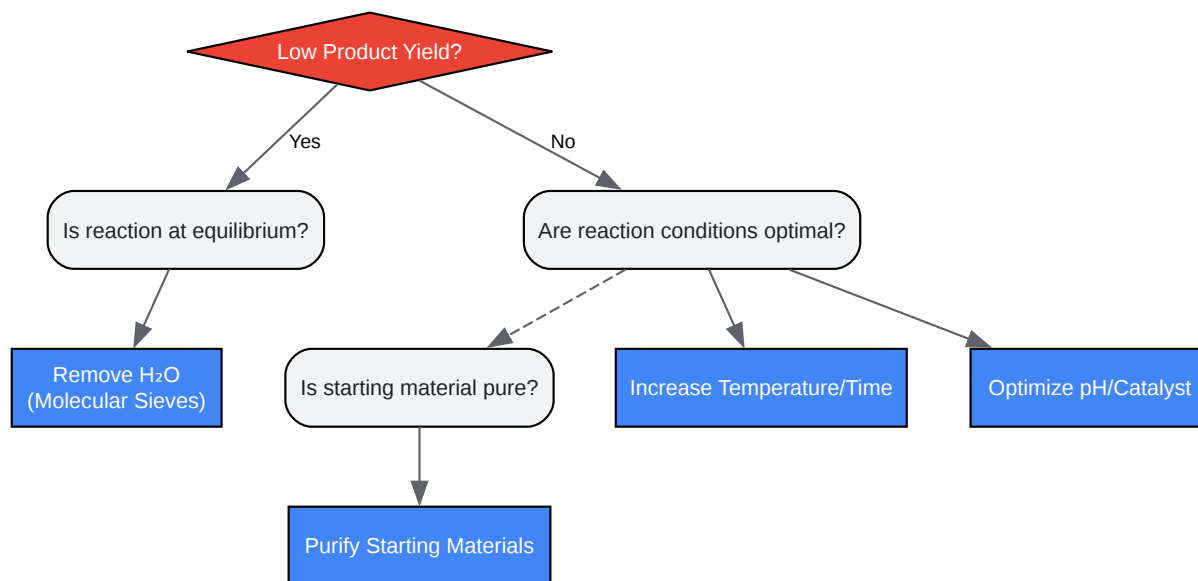 Low Product Yield?
Yes
No
Is reaction at equilibrium?
Are reaction conditions optimal?
Remove H₂O
(Molecular Sieves)
Is starting material pure?
Increase Temperature/Time
Optimize pH/Catalyst
Purify Starting Materials